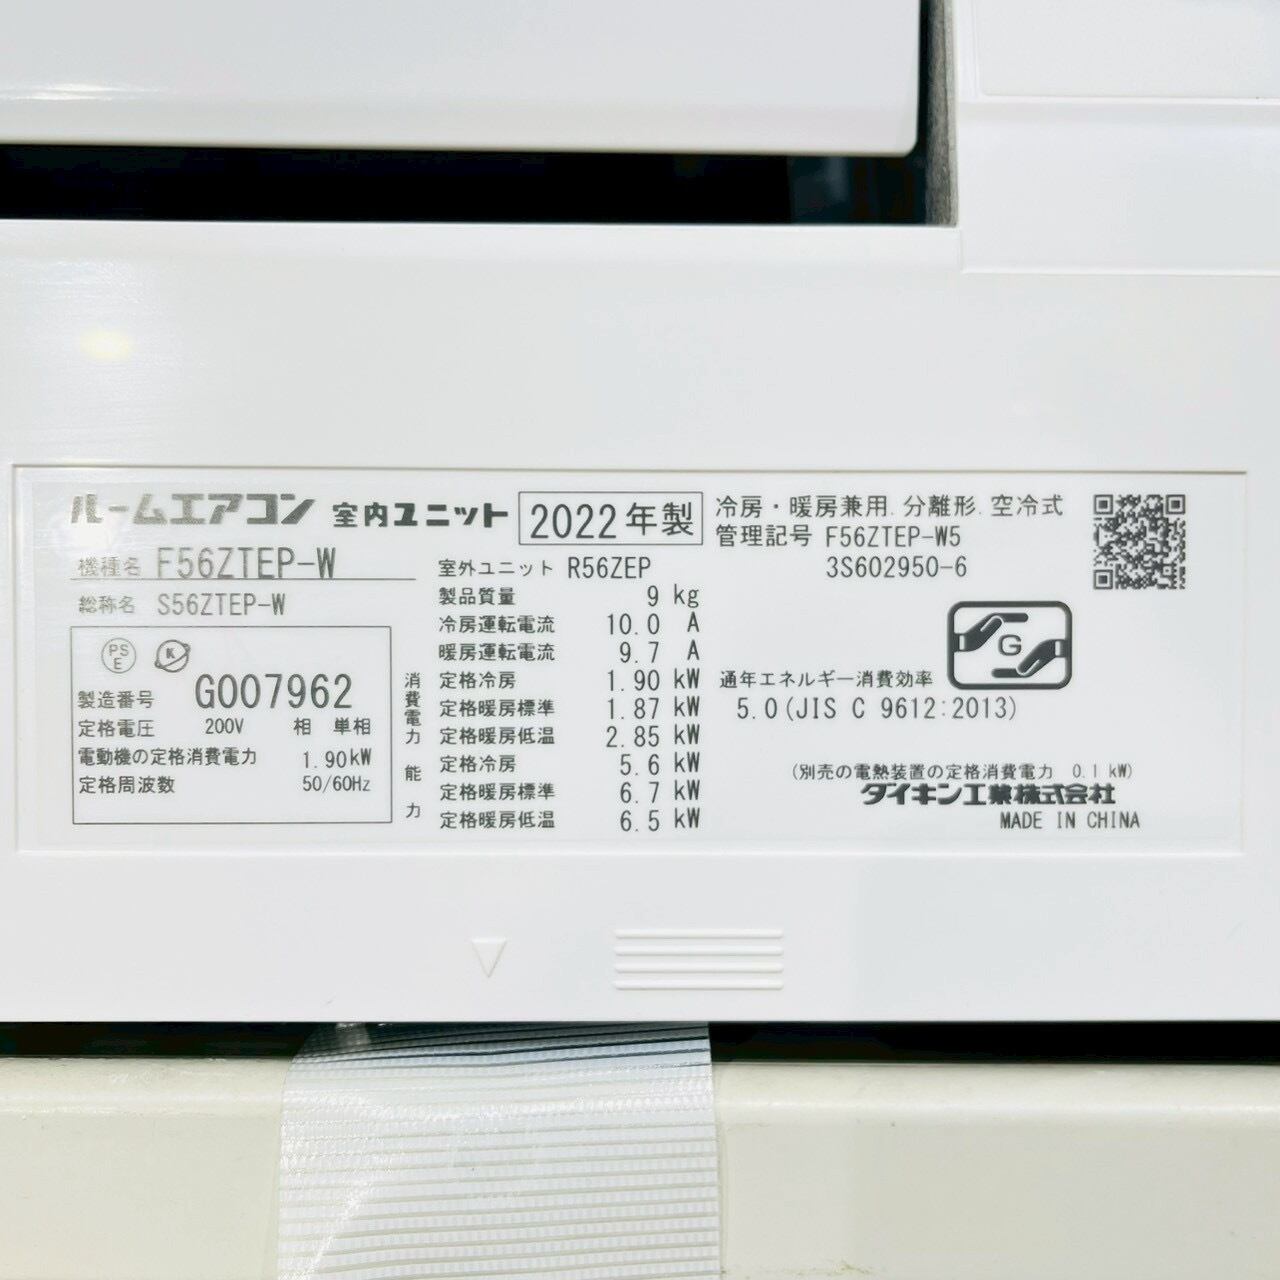 ルームエアコン 室内ユニット 2022年製
機種名 F56ZTEP-W
総称名 S56ZTEP-W
PS
E
K
製造番号 G007962
定格電圧 200V 相 単相
電動機の定格消費電力 1.90kW
定格周波数 50/60Hz
室外ユニット R56ZEP
製品質量 9 kg
冷房運転電流 10.0 A
暖房運転電流 9.7 A
消費電力
定格冷房 1.90 kW
定格暖房標準 1.87 kW
定格暖房低温 2.85 kW
能力
定格冷房 5.6 kW
定格暖房標準 6.7 kW
定格暖房低温 6.5 kW
冷房・暖房兼用.分離形.空冷式
管理記号 F56ZTEP-W5
3S602950-6
G
通年エネルギー消費効率
5.0(JIS C 9612:2013)
(別売の電熱装置の定格消費電力 0.1 kW)
ダイキン工業株式会社
MADE IN CHINA